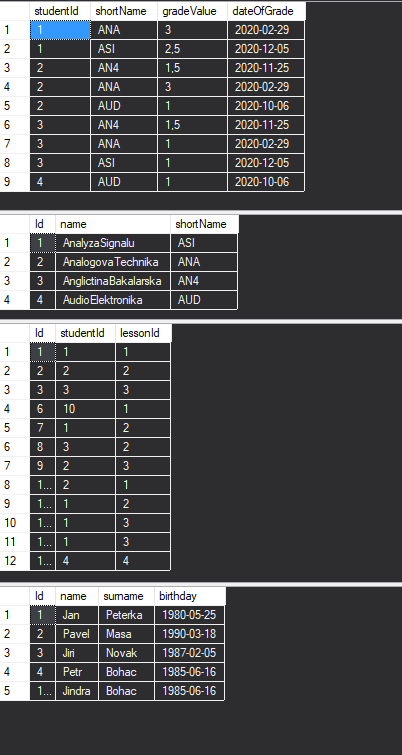 studentId shortName gradeValue dateOfGrade
1 1 ANA 3 2020-02-29
2 1 ASI 2,5 2020-12-05
3 2 AN4 1,5 2020-11-25
4 2 ANA 3 2020-02-29
5 2 AUD 1 2020-10-06
6 3 AN4 1,5 2020-11-25
7 3 ANA 1 2020-02-29
8 3 ASI 1 2020-12-05
9 4 AUD 1 2020-10-06
Id name shortName
1 1 AnalyzaSignalu ASI
2 2 AnalogovaTechnika ANA
3 3 AnglictinaBakalarska AN4
4 4 AudioElektronika AUD
Id studentId lessonId
1 1 1 1
2 2 2 2
3 3 3 3
4 6 10 1
5 7 1 2
6 8 3 2
7 9 2 3
8 1... 2 1
9 1... 1 2
10 1... 1 3
11 1... 1 3
12 1... 4 4
Id name surname birthday
1 1 Jan Peterka 1980-05-25
2 2 Pavel Masa 1990-03-18
3 3 Jiri Novak 1987-02-05
4 4 Petr Bohac 1985-06-16
5 1... Jindra Bohac 1985-06-16